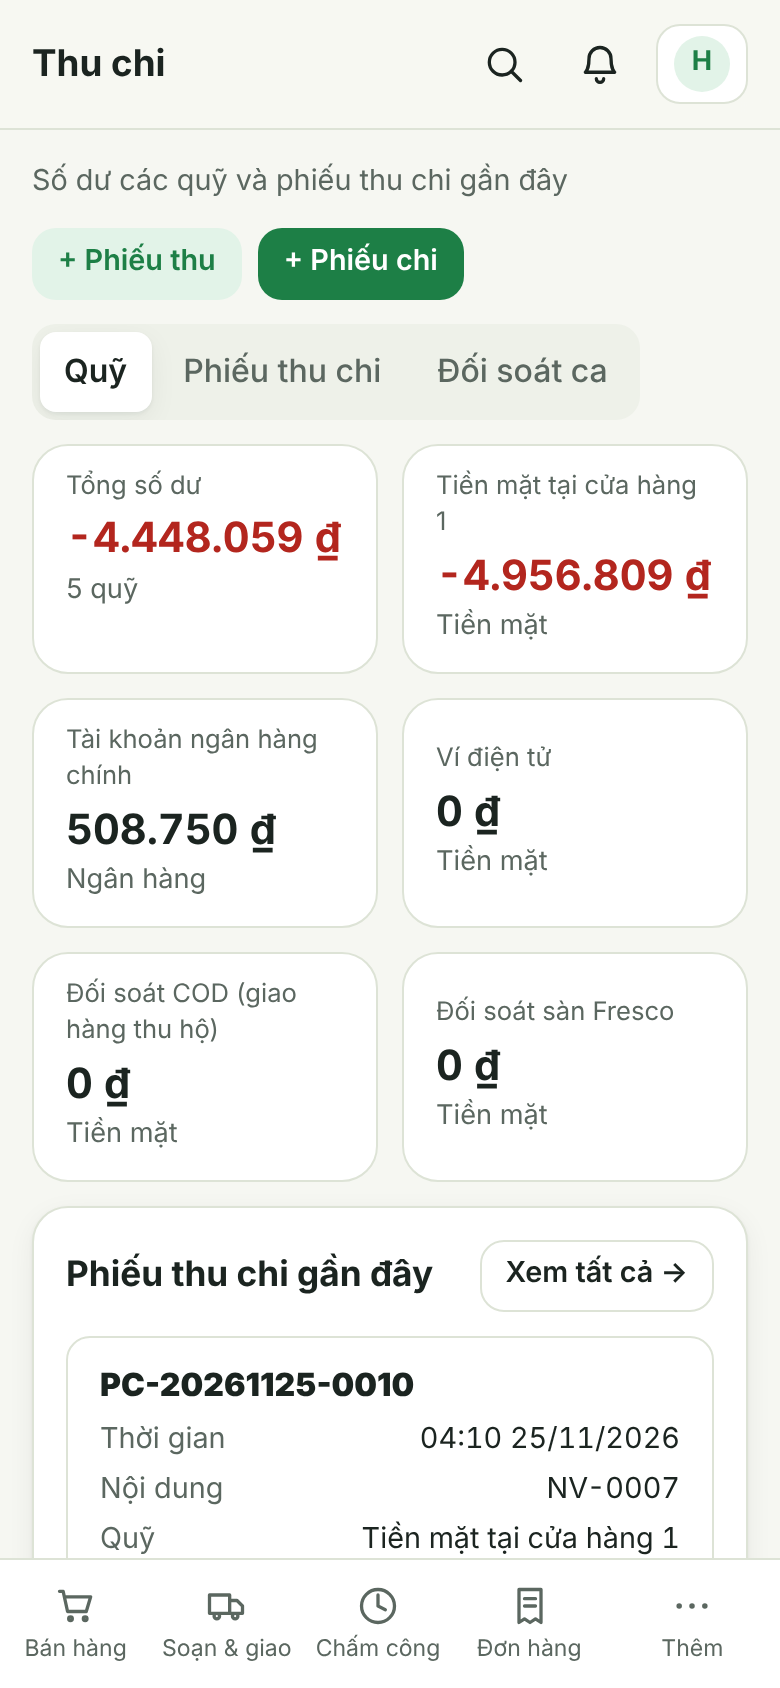 Thu chi
H
Số dư các quỹ và phiếu thu chi gần đây
+ Phiếu thu
+ Phiếu chi
Quỹ
Phiếu thu chi
Đối soát ca
Tổng số dư
-4.448.059 ₫
5 quỹ
Tiền mặt tại cửa hàng
1
-4.956.809 ₫
Tiền mặt
Tài khoản ngân hàng
chính
508.750 ₫
Ngân hàng
Ví điện tử
0 ₫
Tiền mặt
Đối soát COD (giao
hàng thu hộ)
0 ₫
Tiền mặt
Đối soát sàn Fresco
0 ₫
Tiền mặt
Phiếu thu chi gần đây
Xem tất cả →
PC-20261125-0010
Thời gian 04:10 25/11/2026
Nội dung NV-0007
Quỹ Tiền mặt tại cửa hàng 1
Bán hàng
Soạn & giao
Chấm công
Đơn hàng
Thêm